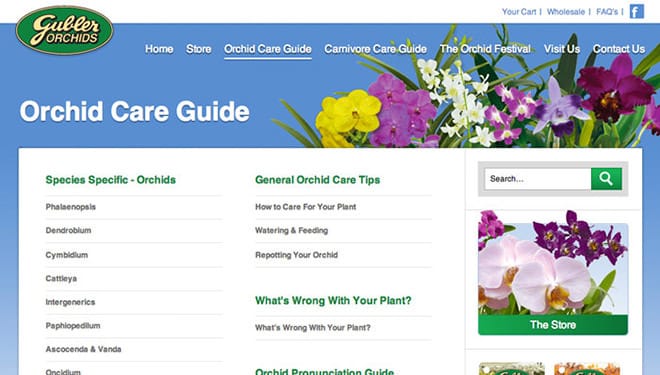 Your Cart | Wholesale | FAQ's | f
Gubler
ORCHIDS
Home Store Orchid Care Guide Carnivore Care Guide The Orchid Festival Visit Us Contact Us
Orchid Care Guide
Species Specific - Orchids
Phalaenopsis
Dendrobium
Cymbidium
Cattleya
Intergenerics
Paphiopedilum
Ascocenda & Vanda
Oncidium
General Orchid Care Tips
How to Care For Your Plant
Watering & Feeding
Repotting Your Orchid
What's Wrong With Your Plant?
What's Wrong With Your Plant?
Orchid Pronunciation Guide
Search...
The Store